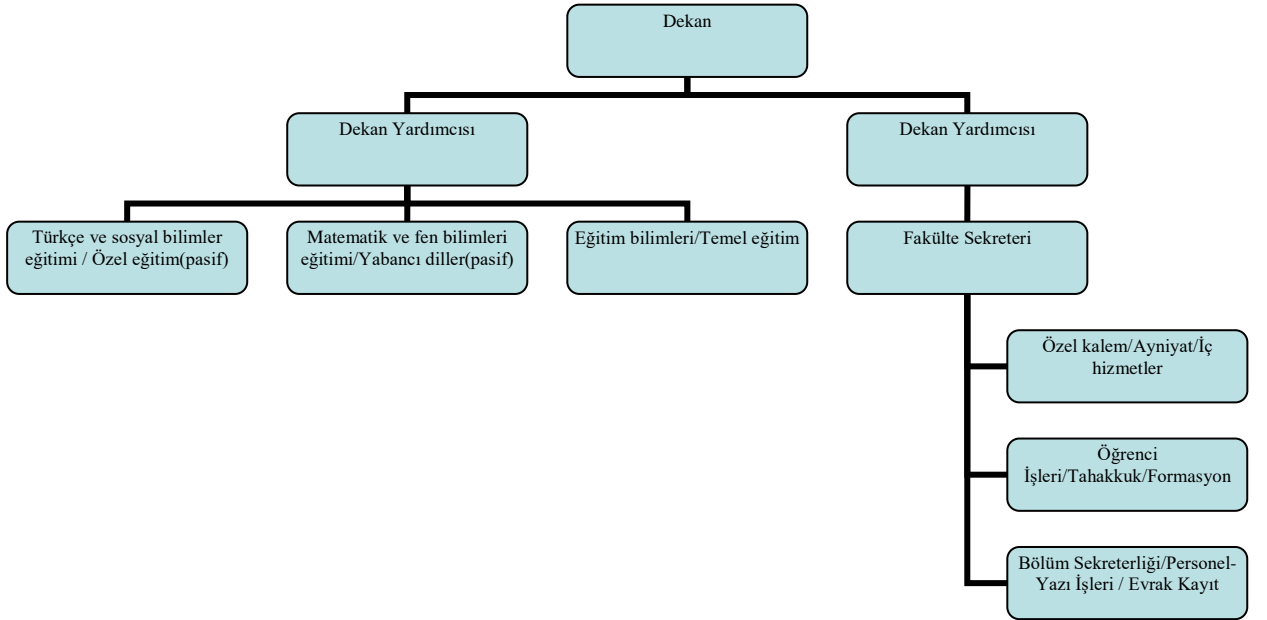 Dekan
Dekan Yardımcısı
Dekan Yardımcısı
Türkçe ve sosyal bilimler
eğitimi / Özel eğitim(pasif)
Matematik ve fen bilimleri
eğitimi/Yabancı diller(pasif)
Eğitim bilimleri/Temel eğitim
Fakülte Sekreteri
Özel kalem/Ayniyat/İç
hizmetler
Öğrenci
İşleri/Tahakkuk/Formasyon
Bölüm Sekreterliği/Personel-
Yazı İşleri / Evrak Kayıt